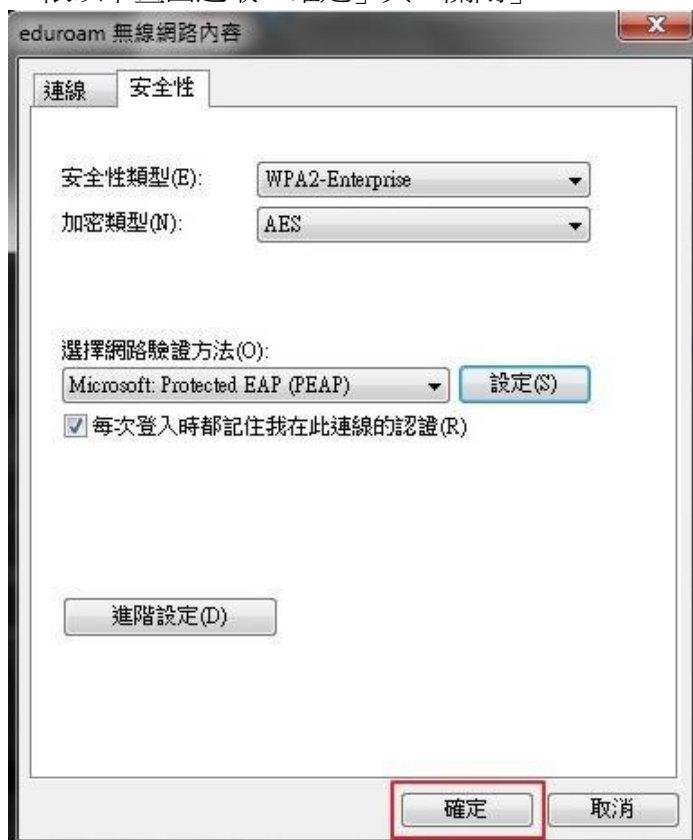 eduroam 無線網路內容
連線 安全性
安全性類型(E): WPA2-Enterprise
加密類型(N): AES
選擇網路驗證方法(O):
Microsoft: Protected EAP (PEAP) 設定(S)
每次登入時都記住我在此連線的認證(R)
進階設定(D)
確定 取消